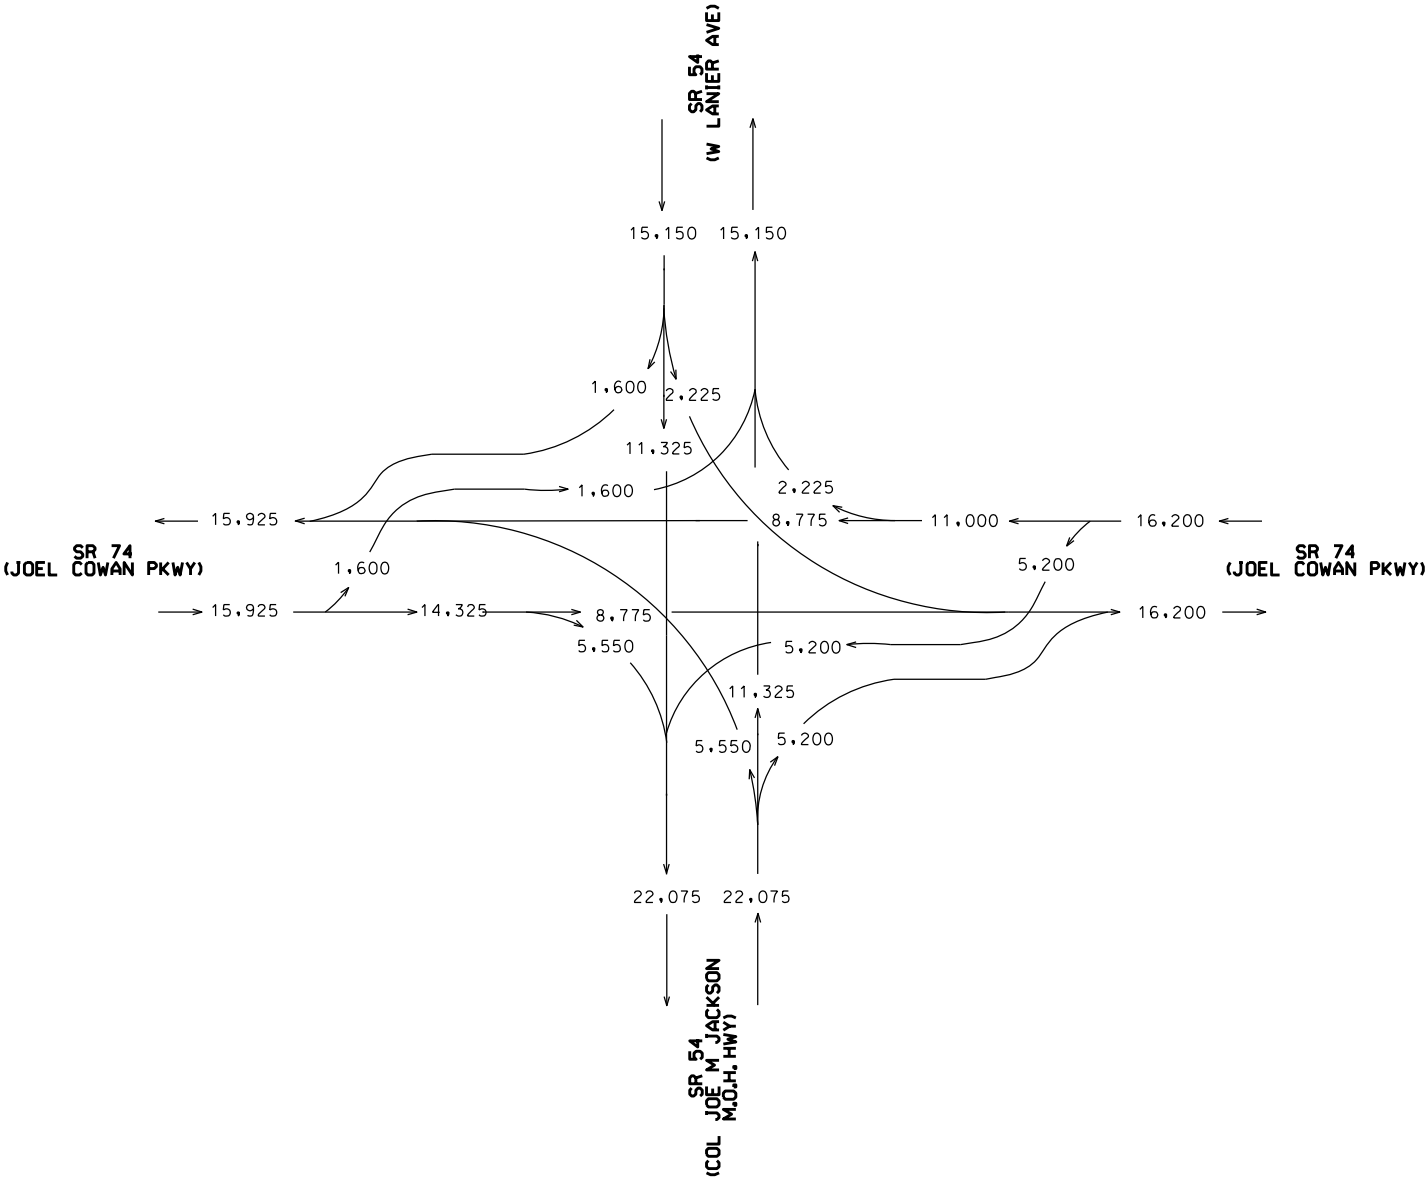 SR 54
(W LANIER AVE)
15,150 15,150
1,600 2,225
11,325
1,600 2,225
15,925 8,775 11,000 16,200
SR 74
(JOEL COWAN PKWY)
SR 74
(JOEL COWAN PKWY)
1,600 5,200
15,925 14,325 8,775 16,200
5,550 5,200
11,325
5,550 5,200
22,075 22,075
SR 54
(COL JOE M JACKSON
M.O.H. HWY)